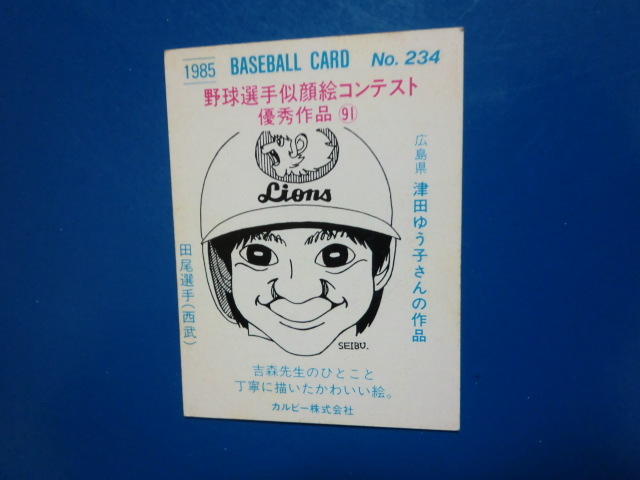 1985 BASEBALL CARD No. 234
野球選手似顔絵コンテスト
優秀作品 91
広島県 津田ゆう子さんの作品
Lions
田尾選手(西武)
SEIBU.
吉森先生のひとこと
丁寧に描いたかわいい絵。
カルビー株式会社